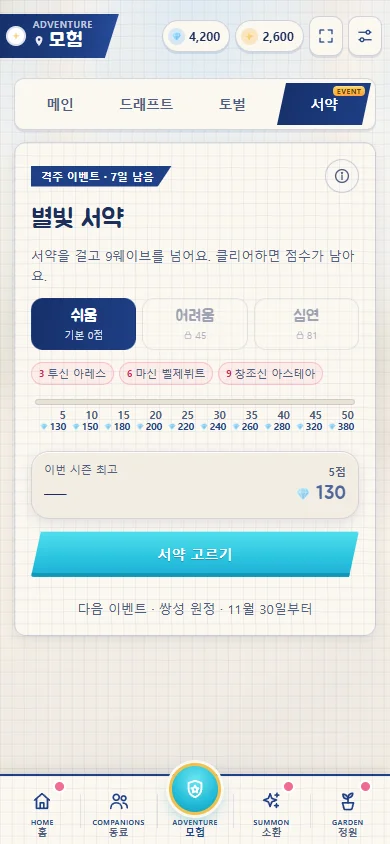 ADVENTURE
모험
4,200
2,600
메인
드래프트
토벌
서약
EVENT
격주 이벤트 · 7일 남음
별빛 서약
서약을 걸고 9웨이브를 넘어요. 클리어하면 점수가 남아
요.
쉬움
어려움
심연
기본 0점
45
81
3 투신 아레스
6 마신 벨제뷔트
9 창조신 아스테아
5 10 15 20 25 30 35 40 45 50
130 150 180 200 220 240 260 280 320 380
이번 시즌 최고
5점
130
서약 고르기
다음 이벤트 · 쌍성 원정 · 11월 30일부터
HOME
홈
COMPANIONS
동료
ADVENTURE
모험
SUMMON
소환
GARDEN
정원